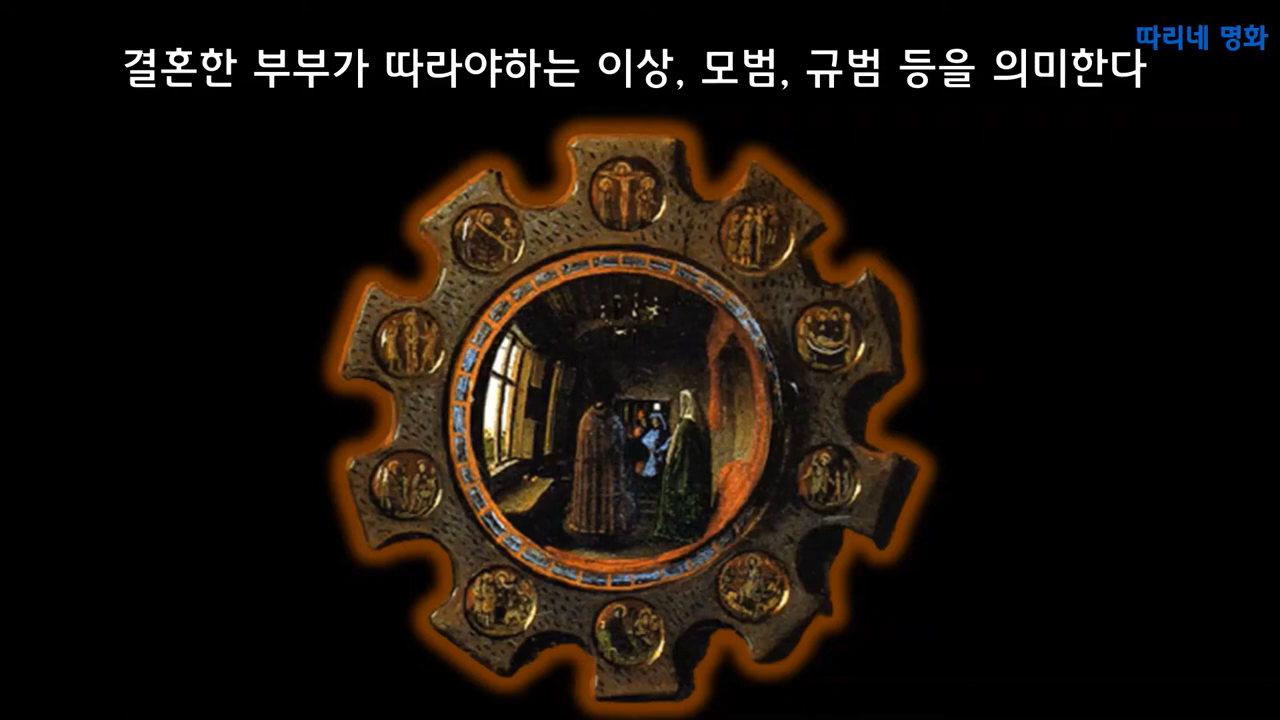 따리네 명화
결혼한 부부가 따라야하는 이상, 모범, 규범 등을 의미한다